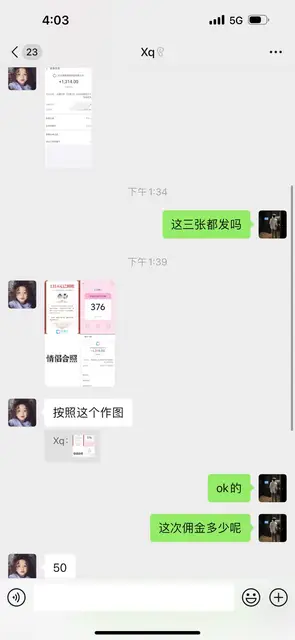 4:03
5G
23
Xq
+1,314.00
下午1:34
这三张都发吗
下午1:39
376
情侣合照
按照这个作图
Xq:
ok的
这次佣金多少呢
50